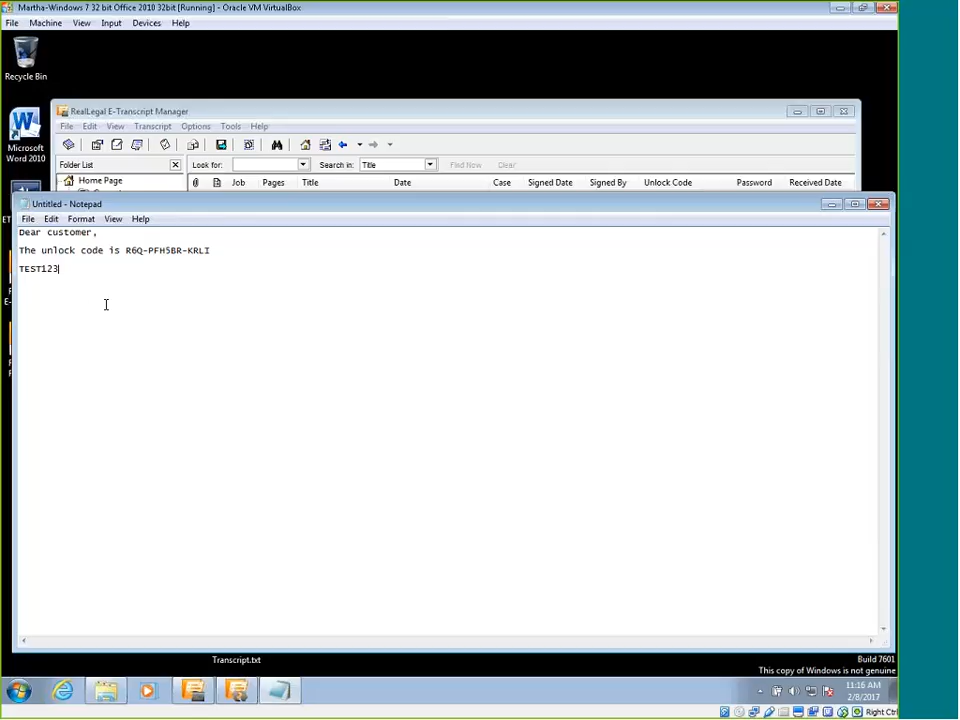 Martha-Windows 7 32 bit Office 2010 32bit [Running] - Oracle VM VirtualBox
File Machine View Input Devices Help
Recycle Bin
RealLegal E-Transcript Manager
File Edit View Transcript Options Tools Help
Microsoft
Word 2010
Folder List
Look for:
Search in: Title
Find Now
Clear
Home Page
Job Pages Title Date Case Signed Date Signed By Unlock Code Password Received Date
Untitled - Notepad
File Edit Format View Help
Dear customer,
The unlock code is R6Q-PFH5BR-KRLI
TEST123
Transcript.txt
Build 7601
This copy of Windows is not genuine
11:16 AM
2/8/2017
Right Ctrl